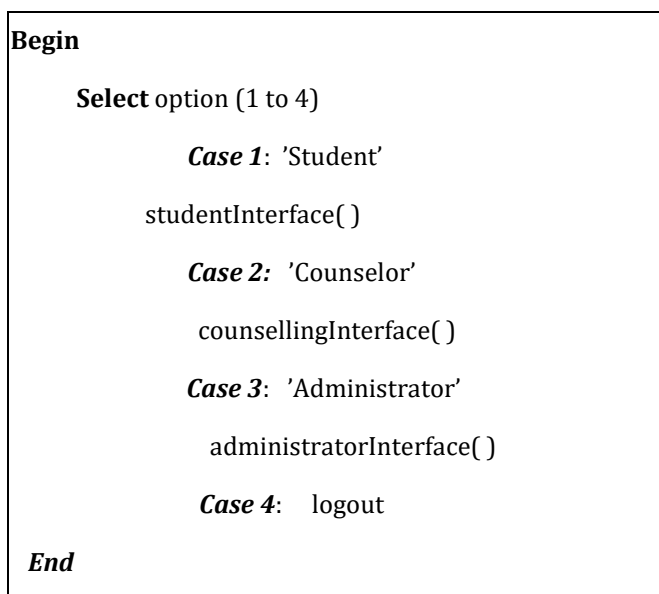 Begin
Select option (1 to 4)
Case 1: ’Student’
studentInterface( )
Case 2: ’Counselor’
counsellingInterface( )
Case 3: ’Administrator’
administratorInterface( )
Case 4: logout
End